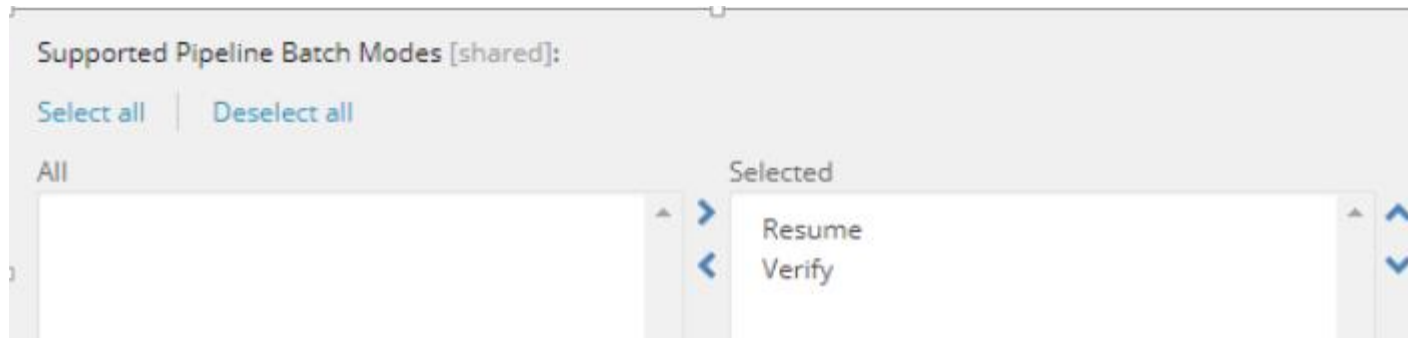 Supported Pipeline Batch Modes [shared]:
Select all
Deselect all
All
Selected
Resume
Verify